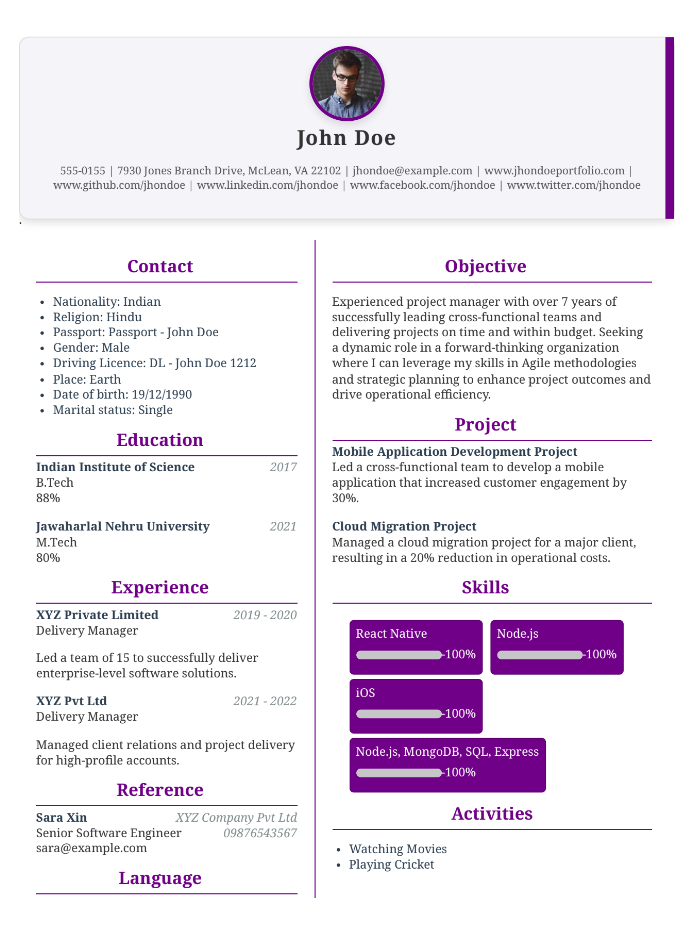 John Doe
555-0155 | 7930 Jones Branch Drive, McLean, VA 22102 | jhondoe@example.com | www.jhondoeportfolio.com |
www.github.com/jhondoe | www.linkedin.com/jhondoe | www.facebook.com/jhondoe | www.twitter.com/jhondoe
.
Contact
• Nationality: Indian
• Religion: Hindu
• Passport: Passport - John Doe
• Gender: Male
• Driving Licence: DL - John Doe 1212
• Place: Earth
• Date of birth: 19/12/1990
• Marital status: Single
Education
Indian Institute of Science 2017
B.Tech
88%
Jawaharlal Nehru University 2021
M.Tech
80%
Experience
XYZ Private Limited 2019 - 2020
Delivery Manager
Led a team of 15 to successfully deliver
enterprise-level software solutions.
XYZ Pvt Ltd 2021 - 2022
Delivery Manager
Managed client relations and project delivery
for high-profile accounts.
Reference
Sara Xin XYZ Company Pvt Ltd
Senior Software Engineer 09876543567
sara@example.com
Language
Objective
Experienced project manager with over 7 years of
successfully leading cross-functional teams and
delivering projects on time and within budget. Seeking
a dynamic role in a forward-thinking organization
where I can leverage my skills in Agile methodologies
and strategic planning to enhance project outcomes and
drive operational efficiency.
Project
Mobile Application Development Project
Led a cross-functional team to develop a mobile
application that increased customer engagement by
30%.
Cloud Migration Project
Managed a cloud migration project for a major client,
resulting in a 20% reduction in operational costs.
Skills
React Native
-100%
Node.js
-100%
iOS
-100%
Node.js, MongoDB, SQL, Express
-100%
Activities
• Watching Movies
• Playing Cricket